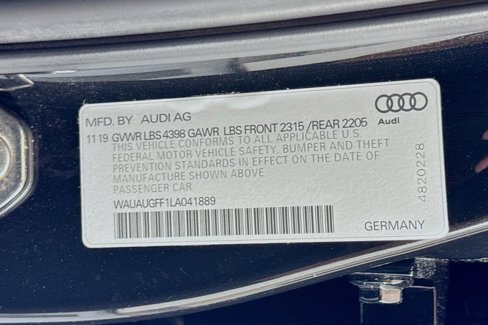 MFD. BY AUDI AG
11 19 GVWR LBS 4398 GAWR LBS FRONT 2315 /REAR 2205
THIS VEHICLE CONFORMS TO ALL APPLICABLE U.S.
FEDERAL MOTOR VEHICLE SAFETY, BUMPER AND THEFT
PREVENTION STANDARDS IN EFFECT ON THE DATE OF
MANUFACTURE SHOWN ABOVE.
PASSENGER CAR
WAUAUGFF1LA041889
Audi
4820228
GERMANY